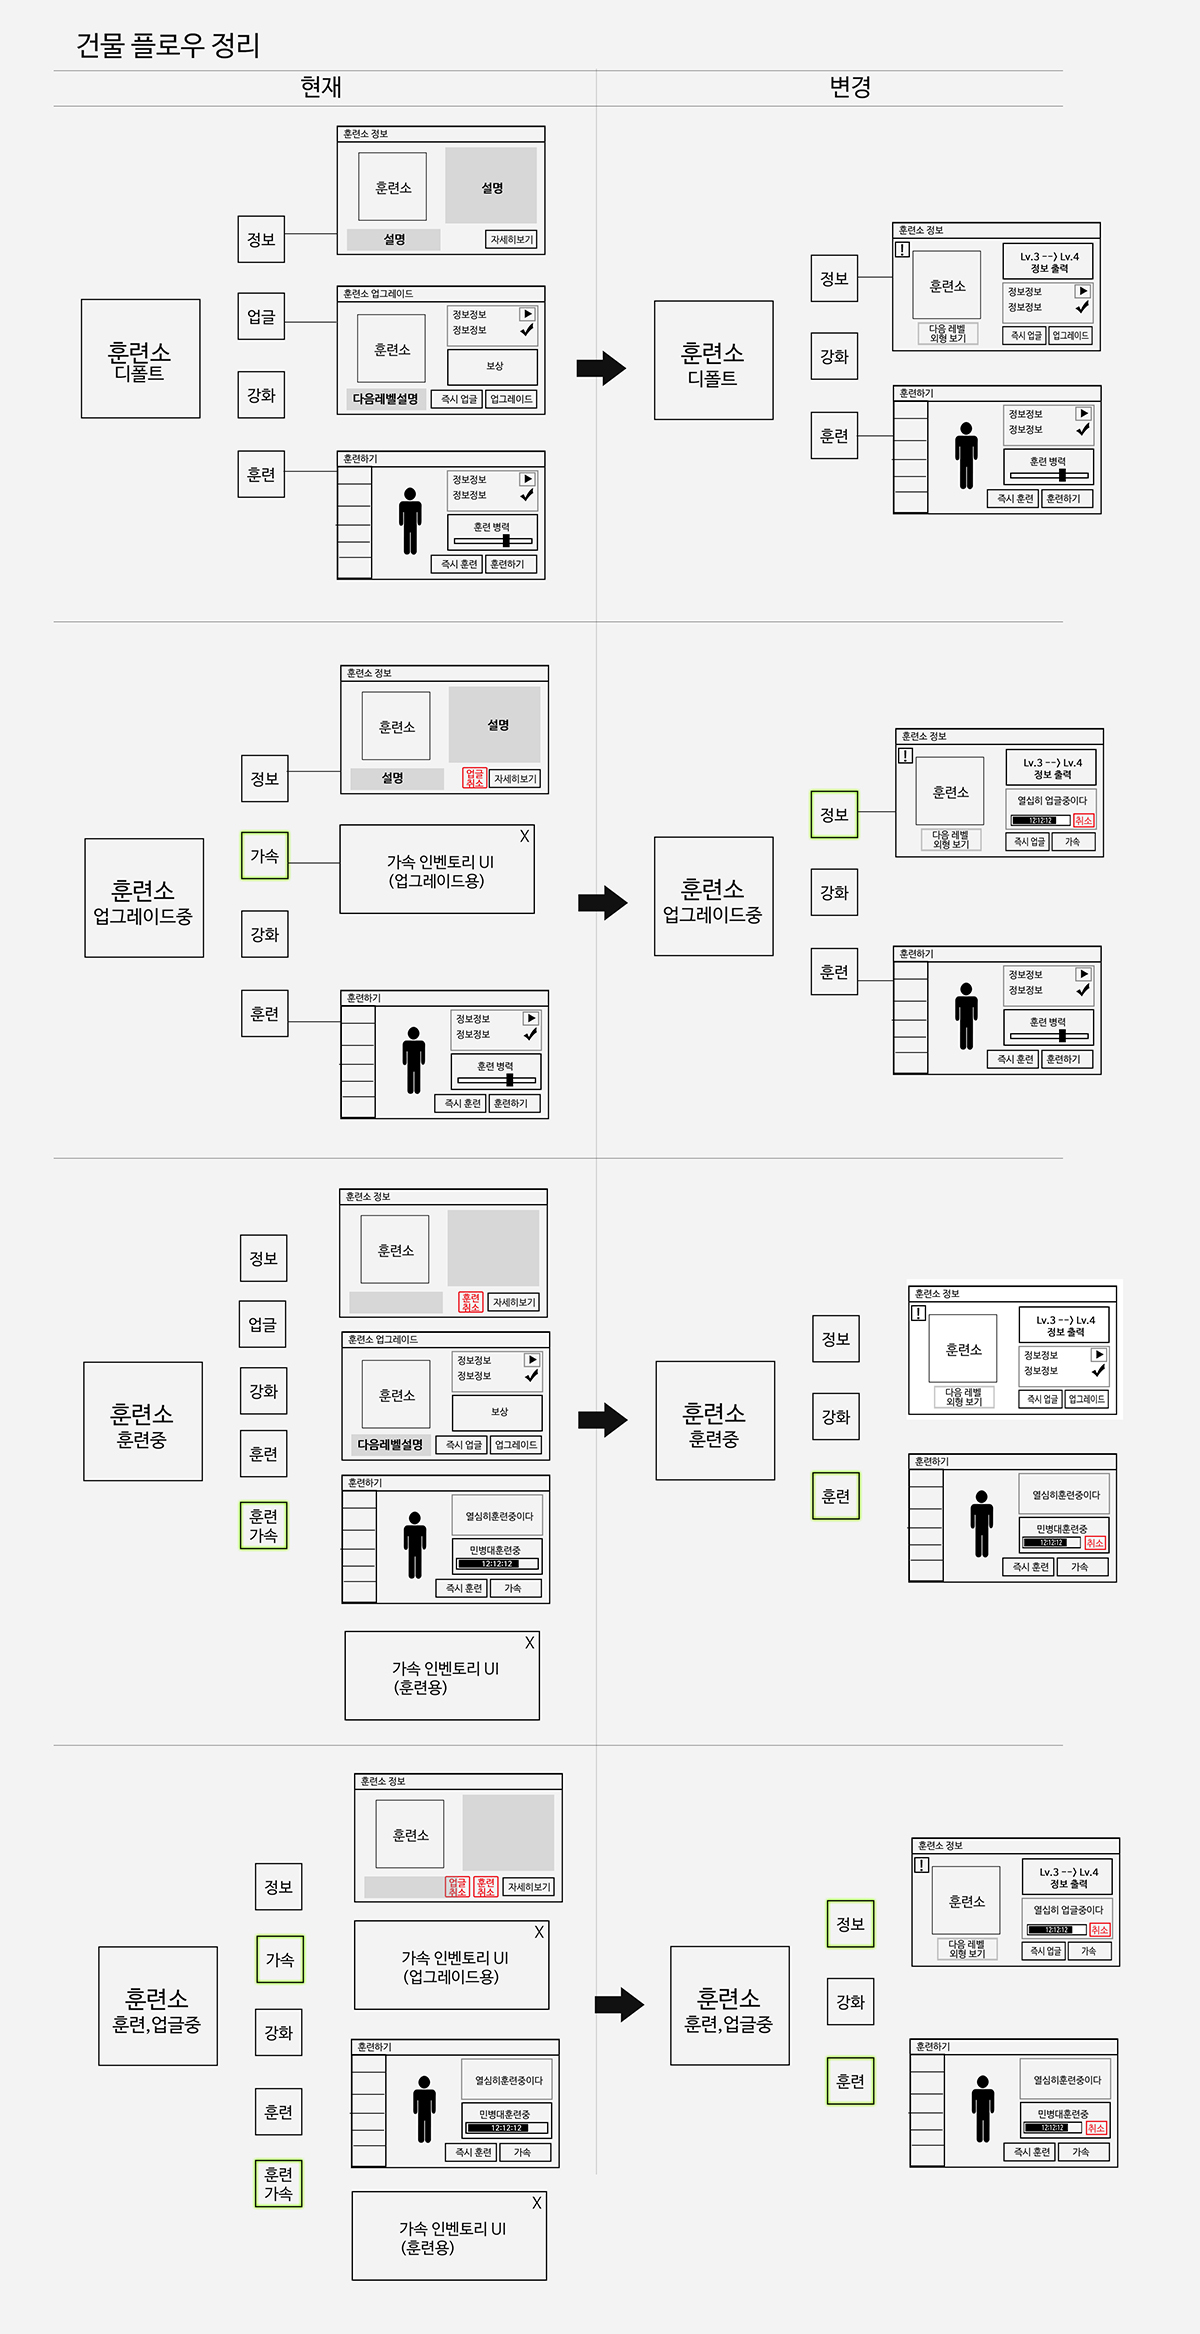 건물 플로우 정리
현재
변경
훈련소
디폴트
정보
업글
강화
훈련
훈련소 정보
훈련소
설명
설명
자세히보기
훈련소 업그레이드
훈련소
정보정보
정보정보
보상
다음레벨설명
즉시 업글
업그레이드
훈련하기
정보정보
정보정보
훈련 병력
즉시 훈련
훈련하기
훈련소
디폴트
정보
강화
훈련
훈련소 정보
!
훈련소
Lv.3 --> Lv.4
정보 출력
정보정보
정보정보
다음 레벨
외형 보기
즉시 업글
업그레이드
훈련하기
정보정보
정보정보
훈련 병력
즉시 훈련
훈련하기
훈련소
업그레이드중
정보
가속
강화
훈련
훈련소 정보
훈련소
설명
설명
업글
취소
자세히보기
X
가속 인벤토리 UI
(업그레이드용)
훈련하기
정보정보
정보정보
훈련 병력
즉시 훈련
훈련하기
훈련소
업그레이드중
정보
강화
훈련
훈련소 정보
!
훈련소
Lv.3 --> Lv.4
정보 출력
열심히 업글중이다
12:12:12
취소
다음 레벨
외형 보기
즉시 업글
가속
훈련하기
정보정보
정보정보
훈련 병력
즉시 훈련
훈련하기
훈련소
훈련중
정보
업글
강화
훈련
훈련
가속
훈련소 정보
훈련소
훈련
취소
자세히보기
훈련소 업그레이드
훈련소
정보정보
정보정보
보상
다음레벨설명
즉시 업글
업그레이드
훈련하기
열심히훈련중이다
민병대훈련중
12:12:12
즉시 훈련
가속
X
가속 인벤토리 UI
(훈련용)
훈련소
훈련중
정보
강화
훈련
훈련소 정보
!
훈련소
Lv.3 --> Lv.4
정보 출력
정보정보
정보정보
다음 레벨
외형 보기
즉시 업글
업그레이드
훈련하기
열심히훈련중이다
민병대훈련중
12:12:12
취소
즉시 훈련
가속
훈련소
훈련,업글중
정보
가속
강화
훈련
훈련
가속
훈련소 정보
훈련소
업글
취소
훈련
취소
자세히보기
X
가속 인벤토리 UI
(업그레이드용)
훈련하기
열심히훈련중이다
민병대훈련중
12:12:12
즉시 훈련
가속
X
가속 인벤토리 UI
(훈련용)
훈련소
훈련,업글중
정보
강화
훈련
훈련소 정보
!
훈련소
Lv.3 --> Lv.4
정보 출력
열심히 업글중이다
12:12:12
취소
다음 레벨
외형 보기
즉시 업글
가속
훈련하기
열심히훈련중이다
민병대훈련중
12:12:12
취소
즉시 훈련
가속